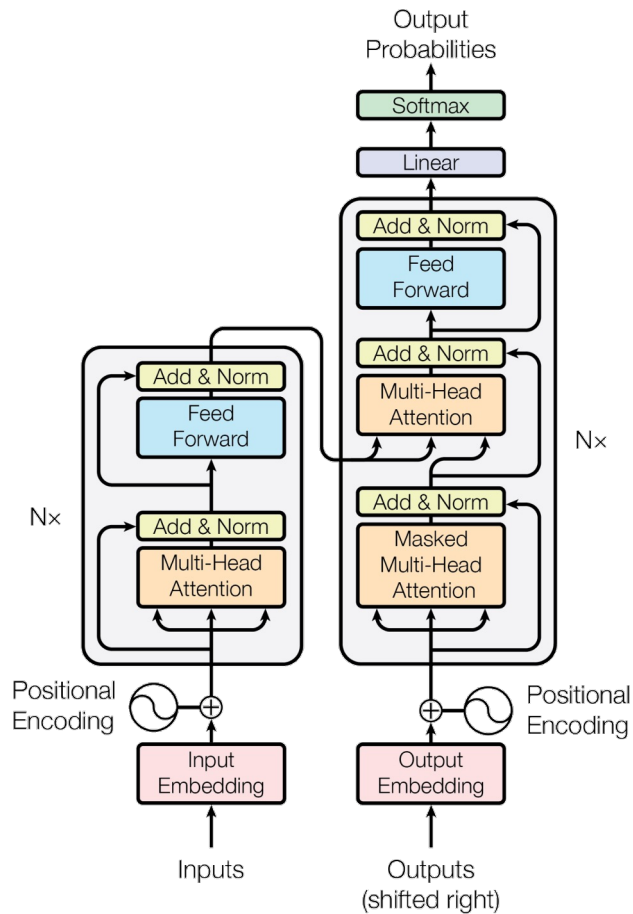 Output
Probabilities
Softmax
Linear
Add & Norm
Feed
Forward
Add & Norm
Multi-Head
Attention
Add & Norm
Masked
Multi-Head
Attention
Nx
Add & Norm
Feed
Forward
Add & Norm
Multi-Head
Attention
Nx
Positional
Encoding
Positional
Encoding
Input
Embedding
Output
Embedding
Inputs
Outputs
(shifted right)